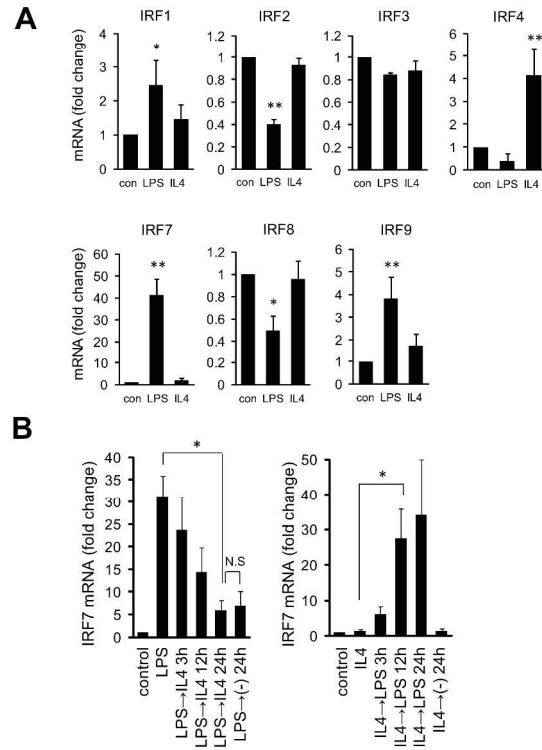 A
IRF1
IRF2
IRF3
IRF4
mRNA (fold change)
4
3
2
1
0
*
con LPS IL4
1.2
1
0.8
0.6
0.4
0.2
0
**
con LPS IL4
1.2
1
0.8
0.6
0.4
0.2
0
con LPS IL4
6
5
4
2
1
0
**
con LPS IL4
IRF7
IRF8
IRF9
mRNA (fold change)
60
50
40
30
20
10
0
**
con LPS IL4
1.2
1
0.8
0.6
0.4
0.2
0
*
con LPS IL4
6
5
4
2
1
0
**
con LPS IL4
B
IRF7 mRNA (fold change)
40
35
30
25
20
15
10
5
0
*
N.S
control
LPS
LPS→IL4 3h
LPS→IL4 12h
LPS→IL4 24h
LPS→(-) 24h
IRF7 mRNA (fold change)
50
40
30
20
10
0
*
control
IL4
IL4→LPS 3h
IL4→LPS 12h
IL4→LPS 24h
IL4→(-) 24h